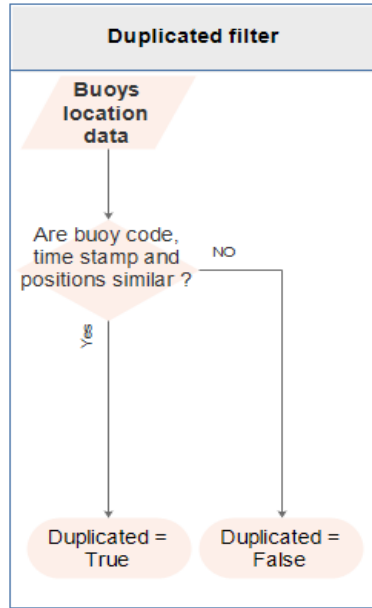 Duplicated filter
Buoys
location
data
Are buoy code,
time stamp and
positions similar ?
NO
Yes
Duplicated =
True
Duplicated =
False